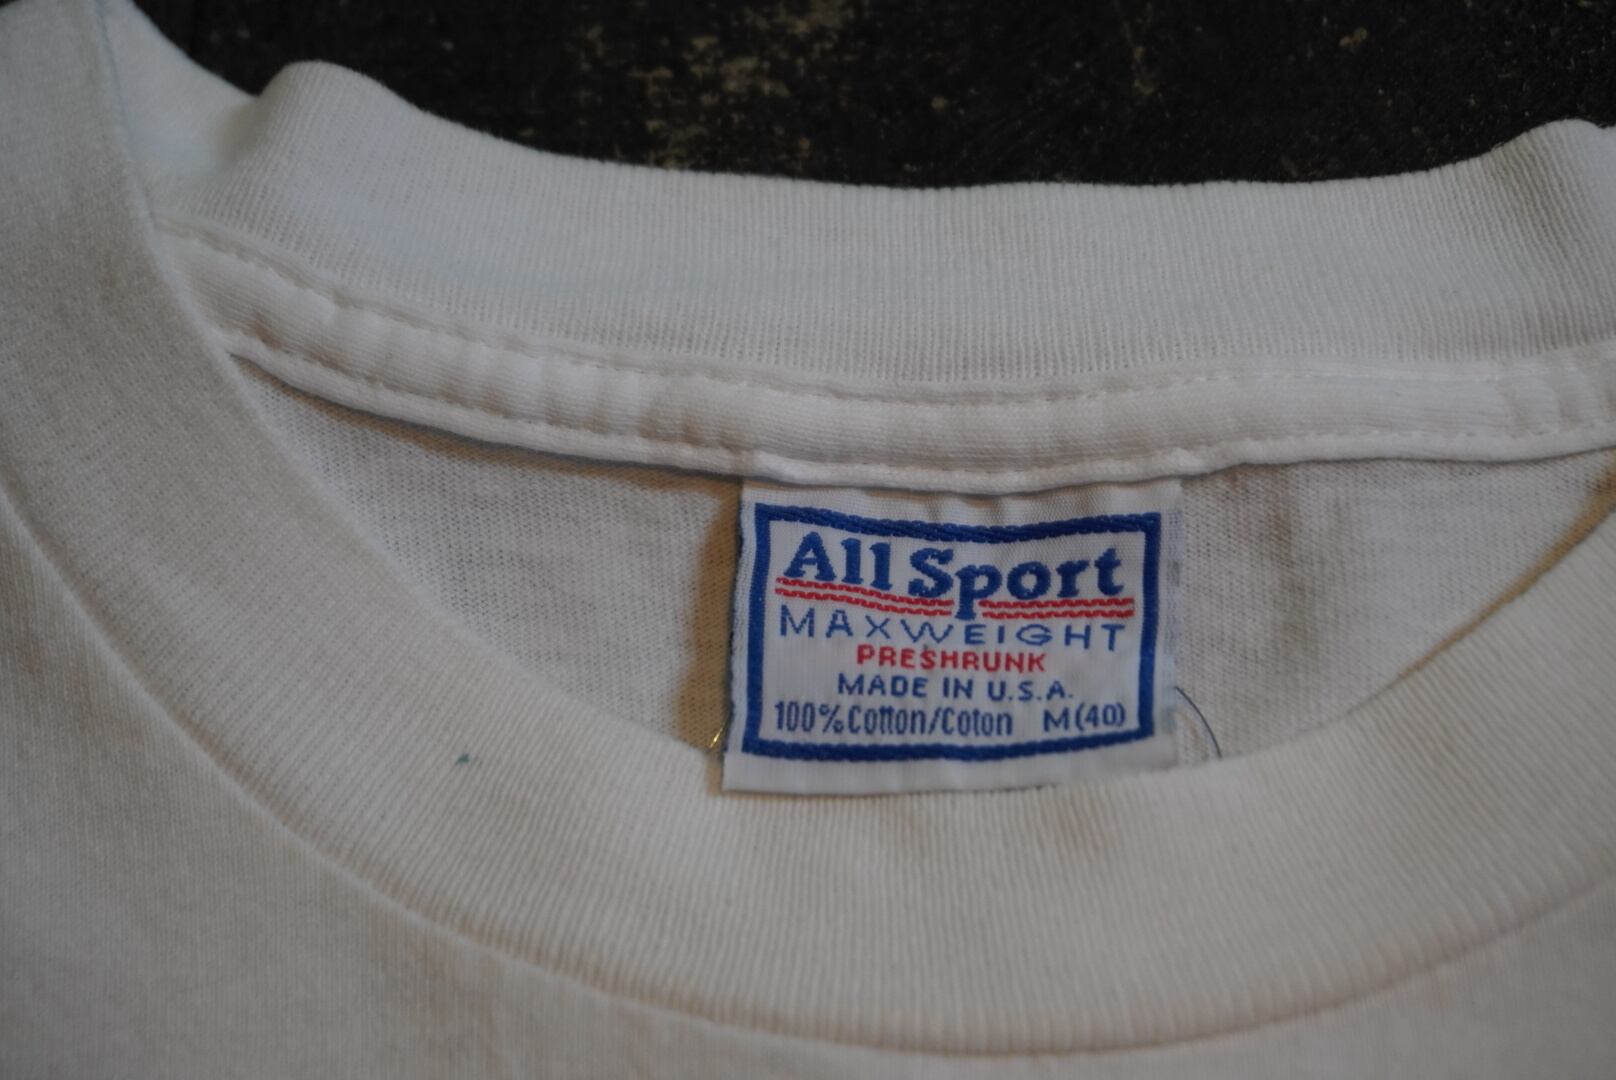 All Sport
MAXWEIGHT
PRESHRUNK
MADE IN U.S.A.
100% Cotton/Coton M(40)